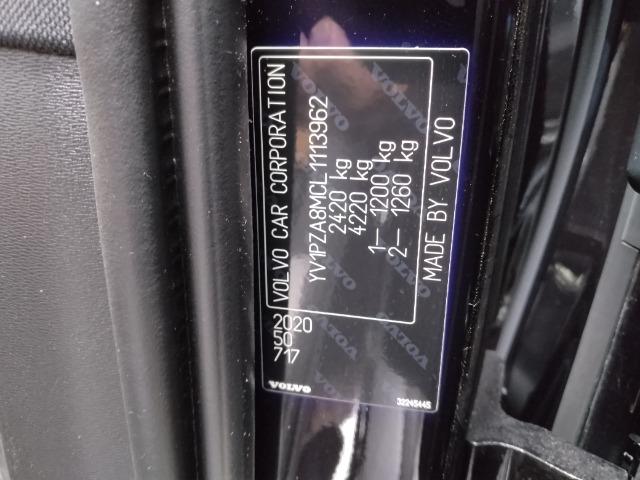 VOLVO CAR CORPORATION
YV1PZA8MCL1113962
2420 kg
4220 kg
1– 1200 kg
2– 1260 kg
MADE BY VOLVO
2020
50
717
VOLVO
32245445